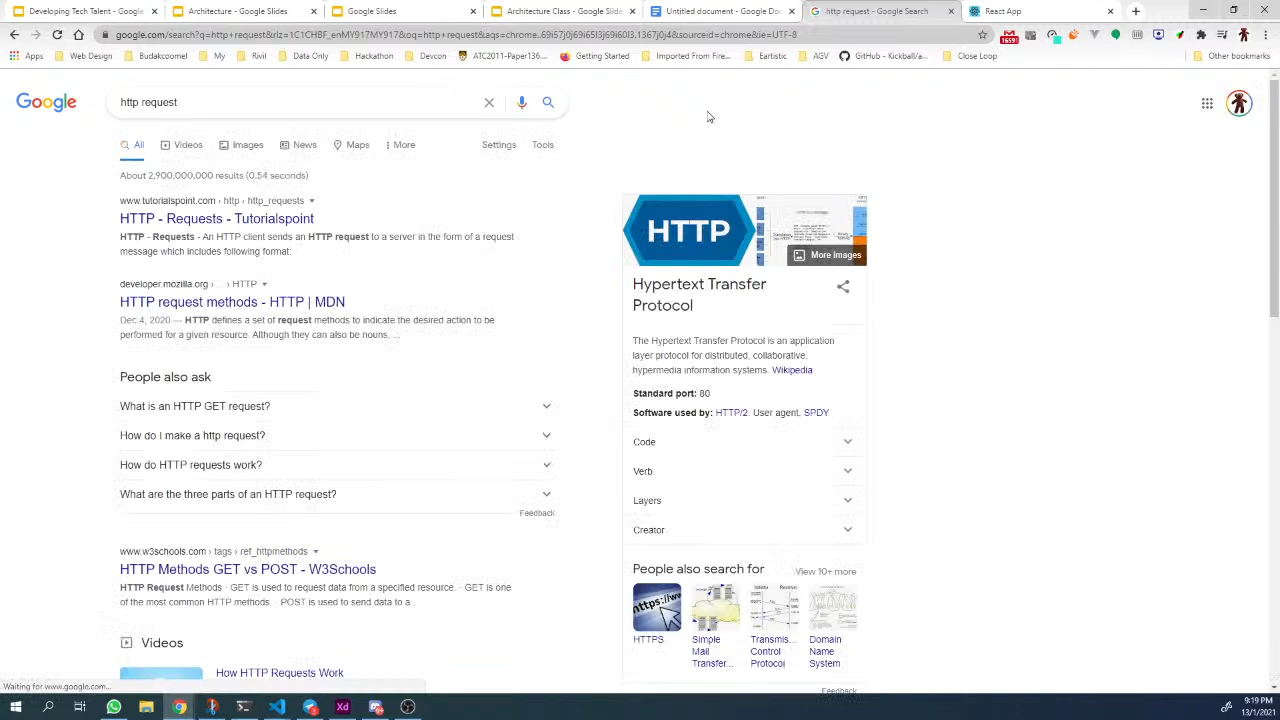 Developing Tech Elements - Go
Architecture - Google Slides
Google Slides
Architecture Class - Google Slide
Untitled document - Google Doc
http request - Google Search
React App
Apps
Web Design
Budakcoomel
My
Rivil
Data Only
Hackathon
Devcon
ATC2011-Paper136...
Getting Started
Imported From Fire...
Eartistic
AGV
GitHub - Killiang/a...
Close Loop
Other bookmarks
Google
http request
All
Videos
Images
News
Maps
More
Settings
Tools
About 2,900,000,000 results (0.54 seconds)
www.tutorialspoint.com › http › http_requests
HTTP - Requests - Tutorialspoint
HTTP - Requests - An HTTP client sends an HTTP request to a server in the form of a request
message which includes following format:
developer.mozilla.org › ... › HTTP
HTTP request methods - HTTP | MDN
Dec 4, 2020 — HTTP defines a set of request methods to indicate the desired action to be
performed for a given resource. Although they can also be nouns, ...
People also ask
What is an HTTP GET request?
How do I make a http request?
How do HTTP requests work?
What are the three parts of an HTTP request?
Feedback
www.w3schools.com › tags › ref_httpmethods
HTTP Methods GET vs POST - W3Schools
HTTP Request Methods · GET is used to request data from a specified resource. · GET is one
of the most common HTTP methods... POST is used to send data to a ...
Videos
How HTTP Requests Work
HTTP
More images
Hypertext Transfer
Protocol
The Hypertext Transfer Protocol is an application
layer protocol for distributed, collaborative,
hypermedia information systems. Wikipedia
Standard port: 80
Software used by: HTTP/2, User agent, SPDY
Code
Verb
Layers
Creator
People also search for
View 10+ more
HTTPS
Simple
Mail
Transfer...
Transmis...
Control
Protocol
Domain
Name
System
Feedback
Waiting for www.google.com...
9:19 PM
13/1/2021